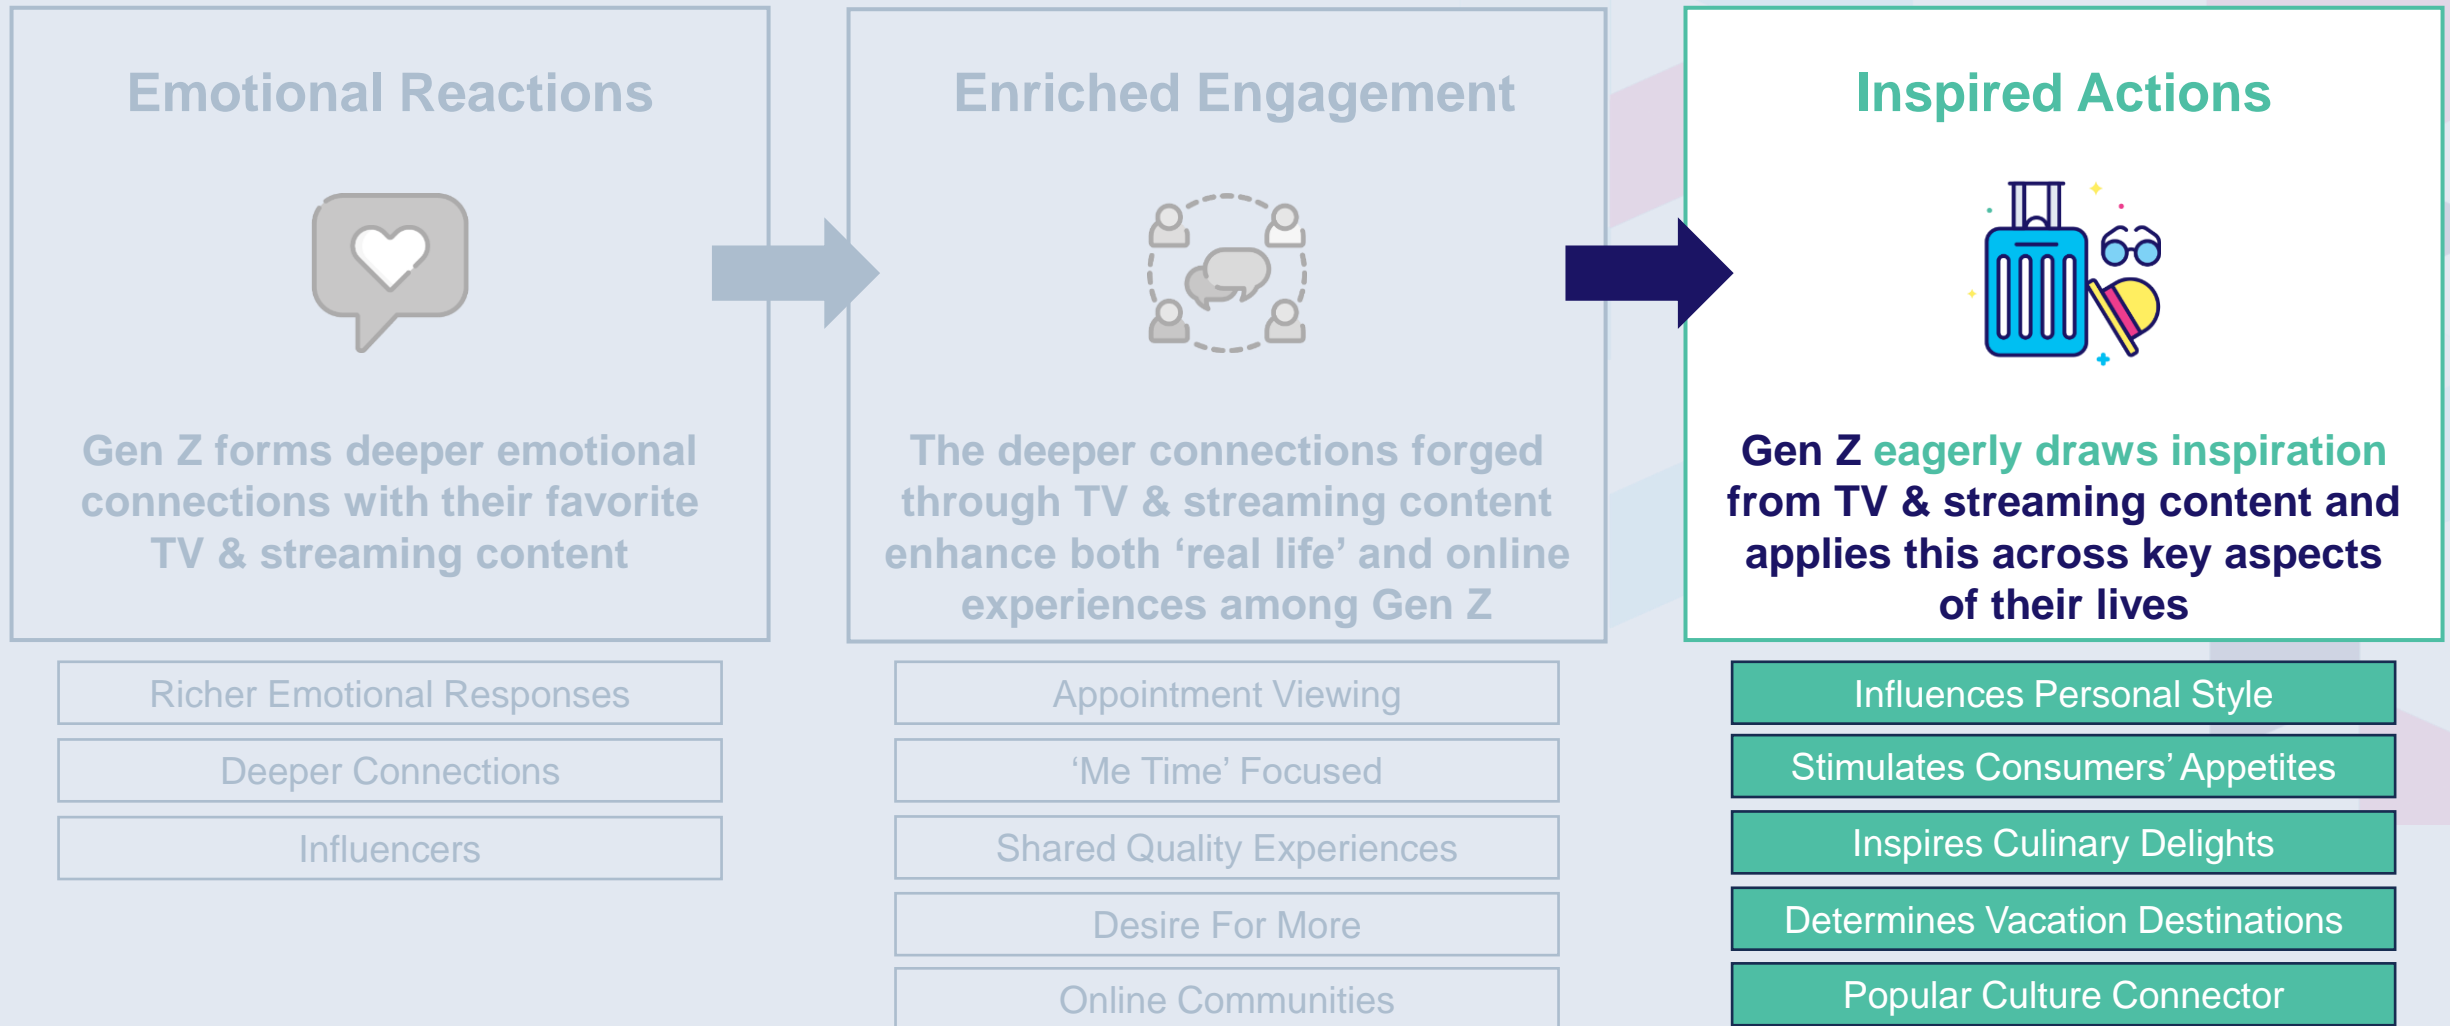 Emotional Reactions
Gen Z forms deeper emotional
connections with their favorite
TV & streaming content
Richer Emotional Responses
Deeper Connections
Influencers
Enriched Engagement
The deeper connections forged
through TV & streaming content
enhance both ‘real life’ and online
experiences among Gen Z
Appointment Viewing
‘Me Time’ Focused
Shared Quality Experiences
Desire For More
Online Communities
Inspired Actions
Gen Z eagerly draws inspiration
from TV & streaming content and
applies this across key aspects
of their lives
Influences Personal Style
Stimulates Consumers’ Appetites
Inspires Culinary Delights
Determines Vacation Destinations
Popular Culture Connector